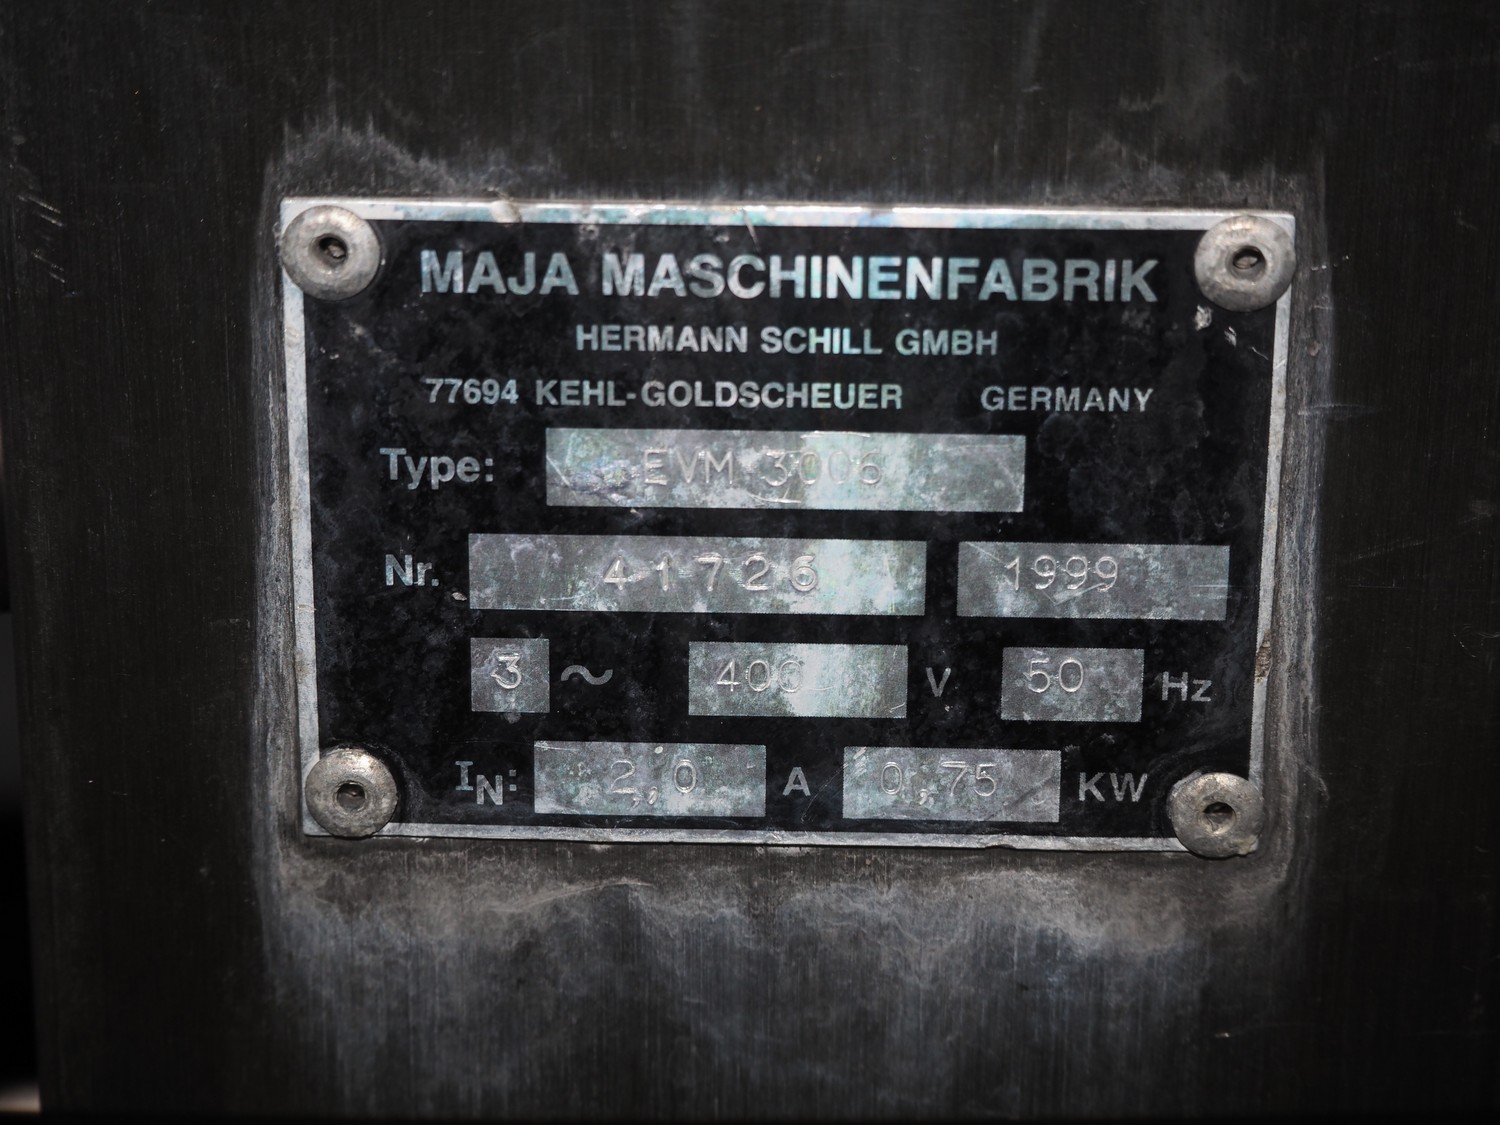 MAJA MASCHINENFABRIK
HERMANN SCHILL GMBH
77694 KEHL-GOLDSCHEUER GERMANY
Type: EVM 3006
Nr. 41726 1999
3 ~ 400 V 50 Hz
IN: 2,0 A 0,75 KW